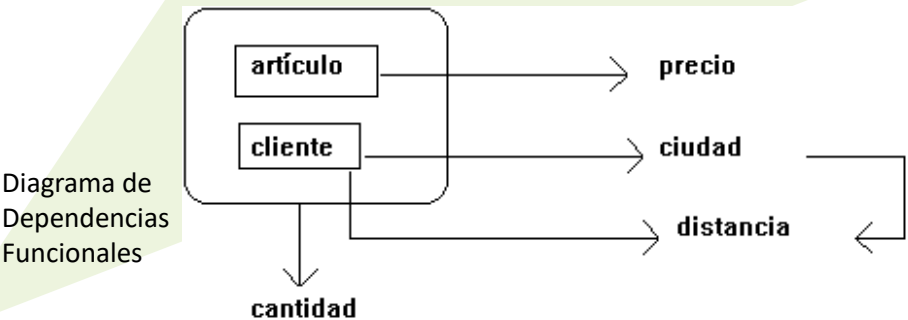 artículo
precio
cliente
ciudad
Diagrama de
Dependencias
Funcionales
distancia
cantidad